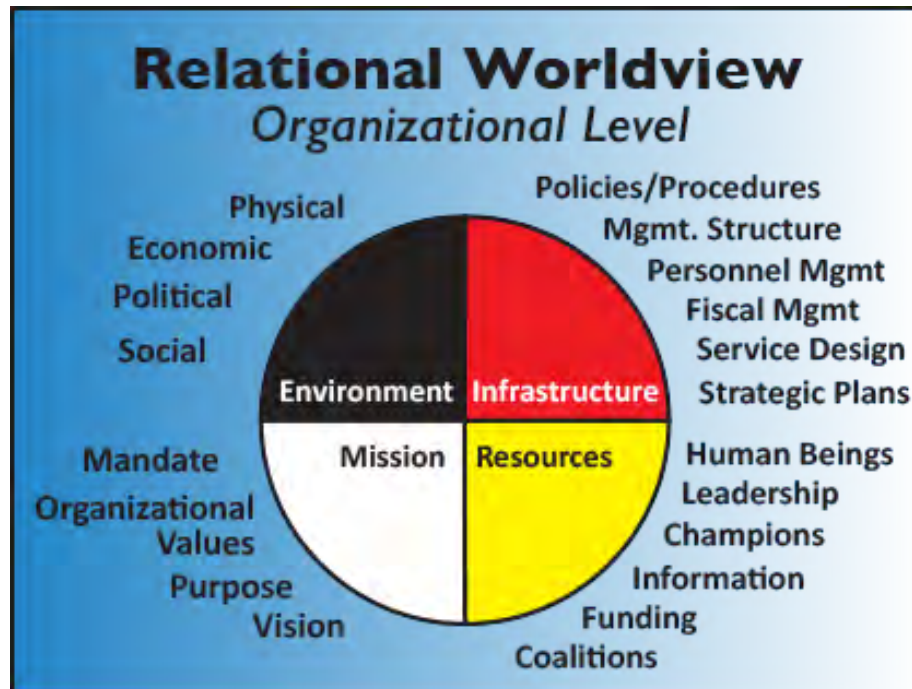 Relational Worldview
Organizational Level
Physical
Economic
Political
Social
Policies/Procedures
Mgmt. Structure
Personnel Mgmt
Fiscal Mgmt
Service Design
Strategic Plans
Environment
Infrastructure
Mission
Resources
Mandate
Organizational
Values
Purpose
Vision
Human Beings
Leadership
Champions
Information
Funding
Coalitions